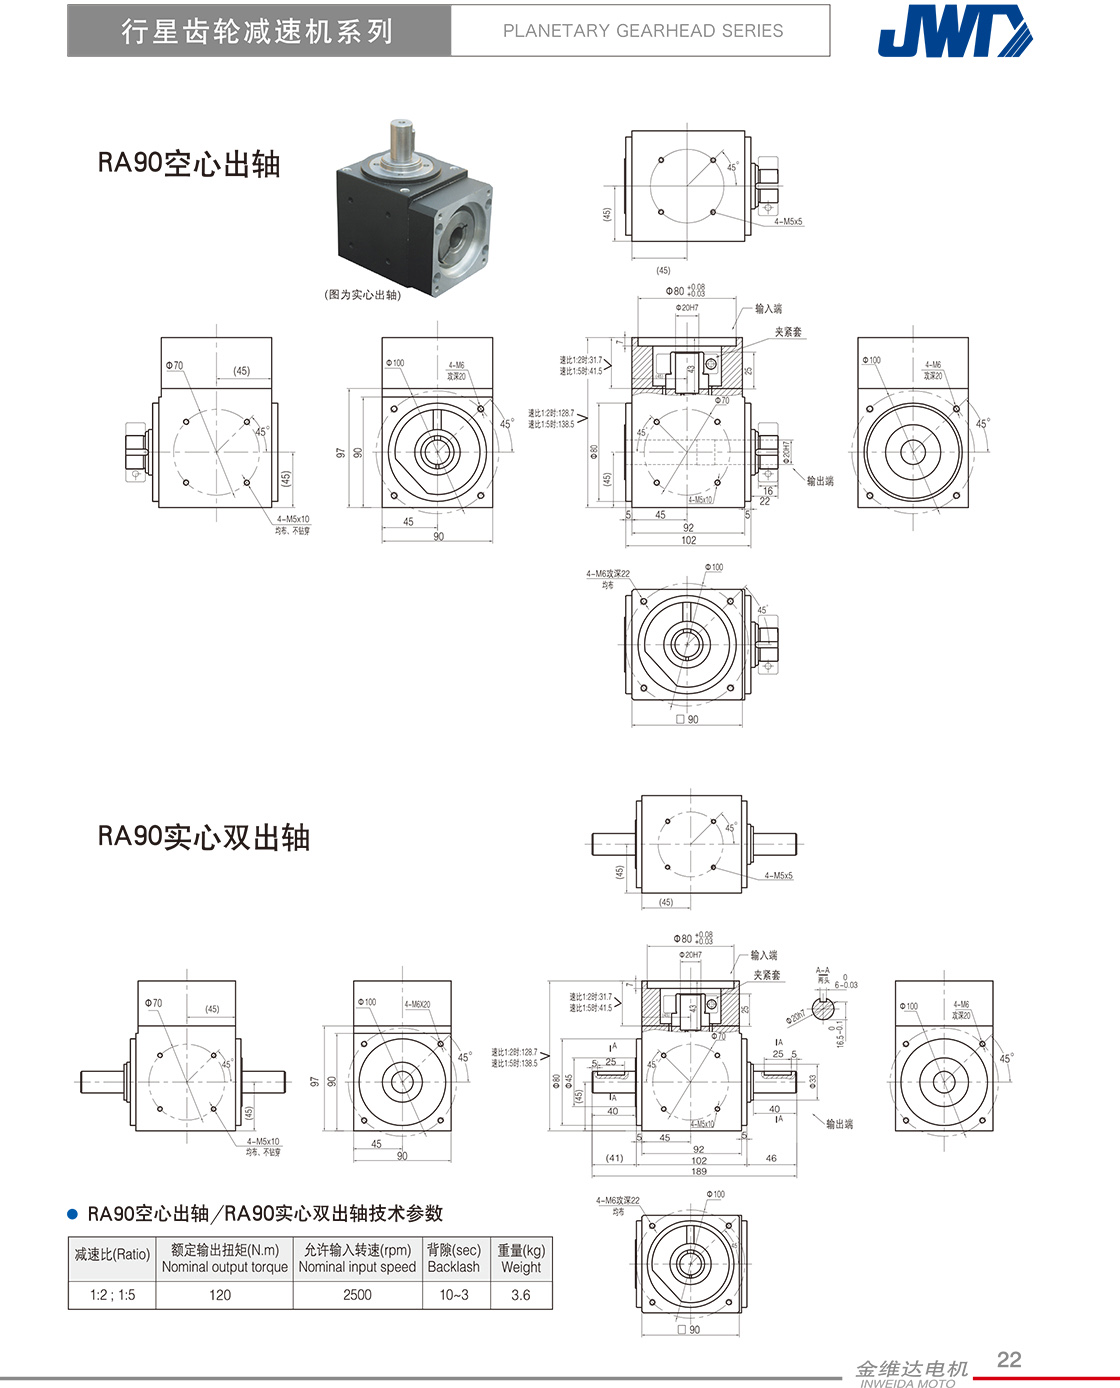 行星齿轮减速机系列
PLANETARY GEARHEAD SERIES
JWD
RA90空心出轴
(图为实心出轴)
45°
(45)
4-M5x5
(45)
Φ80 +0.08
+0.03
Φ20H7
输入端
夹紧套
7
速比1:2时:31.7
速比1:5时:41.5
43
25
速比1:2时:128.7
速比1:5时:138.5
Φ70
45°
Φ80
(45)
Φ20H7
输出端
4-M5x10
16
22
5
45
5
92
102
Φ70
(45)
45°
(45)
4-M5x10
均布、不钻穿
Φ100
4-M6
攻深20
45°
97
90
45
90
Φ100
4-M6
攻深20
45°
4-M6攻深22
均布
Φ100
45°
□ 90
RA90实心双出轴
45°
(45)
4-M5x5
(45)
Φ80 +0.08
+0.03
Φ20H7
输入端
夹紧套
7
速比1:2时:31.7
速比1:5时:41.5
43
25
速比1:2时:128.7
速比1:5时:138.5
Φ70
A
A
5
25
Φ80
Φ45
(45)
45
40
4-M5x10
A
25
5
Φ33
40
A
输出端
5
45
5
92
(41)
102
46
189
A-A
两头
0
6-0.03
Φ20h7
0
16.5-0.1
Φ70
(45)
45°
(45)
4-M5x10
均布、不钻穿
Φ100
4-M6X20
45°
97
90
45
90
Φ100
4-M6
攻深20
45°
4-M6攻深22
均布
Φ100
45
□ 90
● RA90空心出轴/RA90实心双出轴技术参数
减速比(Ratio)
额定输出扭矩(N.m)
Nominal output torque
允许输入转速(rpm)
Nominal input speed
背隙(sec)
Backlash
重量(kg)
Weight
1:2 ; 1:5
120
2500
10~3
3.6
金维达电机
INWEIDA MOTO
22